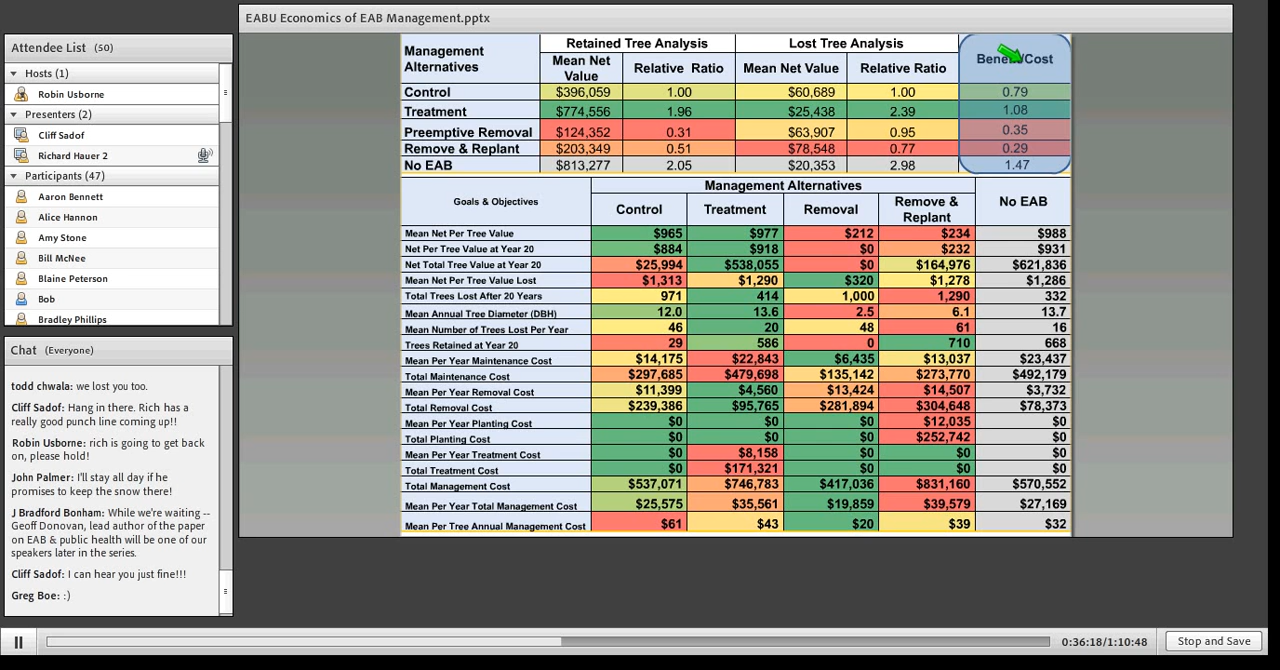 EABU Economics of EAB Management.pptx
Attendee List (50)
Hosts (1)
Robin Usborne
Presenters (2)
Cliff Sadof
Richard Hauer 2
Participants (47)
Aaron Bennett
Alice Hannon
Amy Stone
Bill McNee
Blaine Peterson
Bob
Bradley Phillips
Chat (Everyone)
todd chwala: we lost you too.
Cliff Sadof: Hang in there. Rich has a
really good punch line coming up!!
Robin Usborne: rich is going to get back
on, please hold!
John Palmer: I'll stay all day if he
promises to keep the snow there!
J Bradford Bonham: While we're waiting --
Geoff Donovan, lead author of the paper
on EAB & public health will be one of our
speakers later in the series.
Cliff Sadof: I can hear you just fine!!!
Greg Boe: :)
Management Alternatives Retained Tree Analysis Lost Tree Analysis /Cost
Mean Net Value Relative Ratio Mean Net Value Relative Ratio
Control $396,059 1.00 $60,689 1.00 0.79
Treatment $774,556 1.96 $25,438 2.39 1.08
Preemptive Removal $124,352 0.31 $63,907 0.95 0.35
Remove & Replant $203,349 0.51 $78,548 0.77 0.29
No EAB $813,277 2.05 $20,353 2.98 1.47
Goals & Objectives Management Alternatives No EAB
Control Treatment Removal Remove & Replant
Mean Net Per Tree Value $965 $977 $212 $234 $988
Net Per Tree Value at Year 20 $884 $918 $0 $232 $931
Net Total Tree Value at Year 20 $25,994 $538,055 $0 $164,976 $621,836
Mean Net Per Tree Value Lost $1,313 $1,290 $320 $1,278 $1,286
Total Trees Lost After 20 Years 971 414 1,000 1,290 332
Mean Annual Tree Diameter (DBH) 12.0 13.6 2.5 6.1 13.7
Mean Number of Trees Lost Per Year 46 20 48 61 16
Trees Retained at Year 20 29 586 0 710 668
Mean Per Year Maintenance Cost $14,175 $22,843 $6,435 $13,037 $23,437
Total Maintenance Cost $297,685 $479,698 $135,142 $273,770 $492,179
Mean Per Year Removal Cost $11,399 $4,560 $13,424 $14,507 $3,732
Total Removal Cost $239,386 $95,765 $281,894 $304,648 $78,373
Mean Per Year Planting Cost $0 $0 $0 $12,035 $0
Total Planting Cost $0 $0 $0 $252,742 $0
Mean Per Year Treatment Cost $0 $8,158 $0 $0 $0
Total Treatment Cost $0 $171,321 $0 $0 $0
Total Management Cost $537,071 $746,783 $417,036 $831,160 $570,552
Mean Per Year Total Management Cost $25,575 $35,561 $19,859 $39,579 $27,169
Mean Per Tree Annual Management Cost $61 $43 $20 $39 $32
0:36:18/1:10:48
Stop and Save